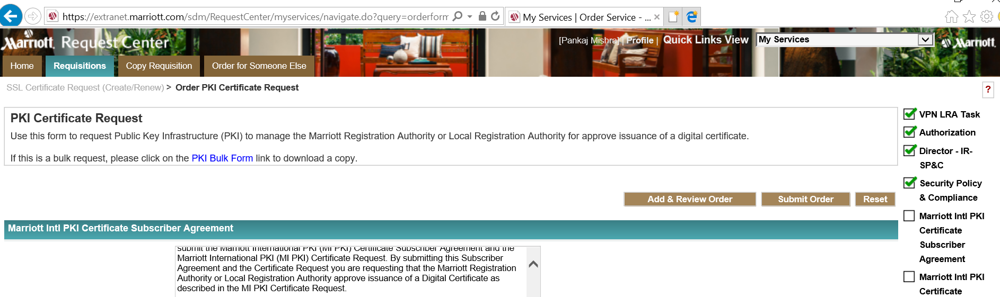 https://extranet.marriott.com/sdm/RequestCenter/myservices/navigate.do?query=orderform
My Services | Order Service - ...
Marriott. Request Center
[Pankaj Mishra] | Profile | Quick Links View
My Services
Marriott.
Home
Requisitions
Copy Requisition
Order for Someone Else
SSL Certificate Request (Create/Renew) > Order PKI Certificate Request
?
PKI Certificate Request
Use this form to request Public Key Infrastructure (PKI) to manage the Marriott Registration Authority or Local Registration Authority for approve issuance of a digital certificate.
If this is a bulk request, please click on the PKI Bulk Form link to download a copy.
Add & Review Order
Submit Order
Reset
Marriott Intl PKI Certificate Subscriber Agreement
submit the Marriott International PKI (MI PKI) Certificate Subscriber Agreement and the
Marriott International PKI (MI PKI) Certificate Request. By submitting this Subscriber
Agreement and the Certificate Request you are requesting that the Marriott Registration
Authority or Local Registration Authority approve issuance of a Digital Certificate as
described in the MI PKI Certificate Request.
VPN LRA Task
Authorization
Director - IR-
SP&C
Security Policy
& Compliance
Marriott Intl PKI
Certificate
Subscriber
Agreement
Marriott Intl PKI
Certificate